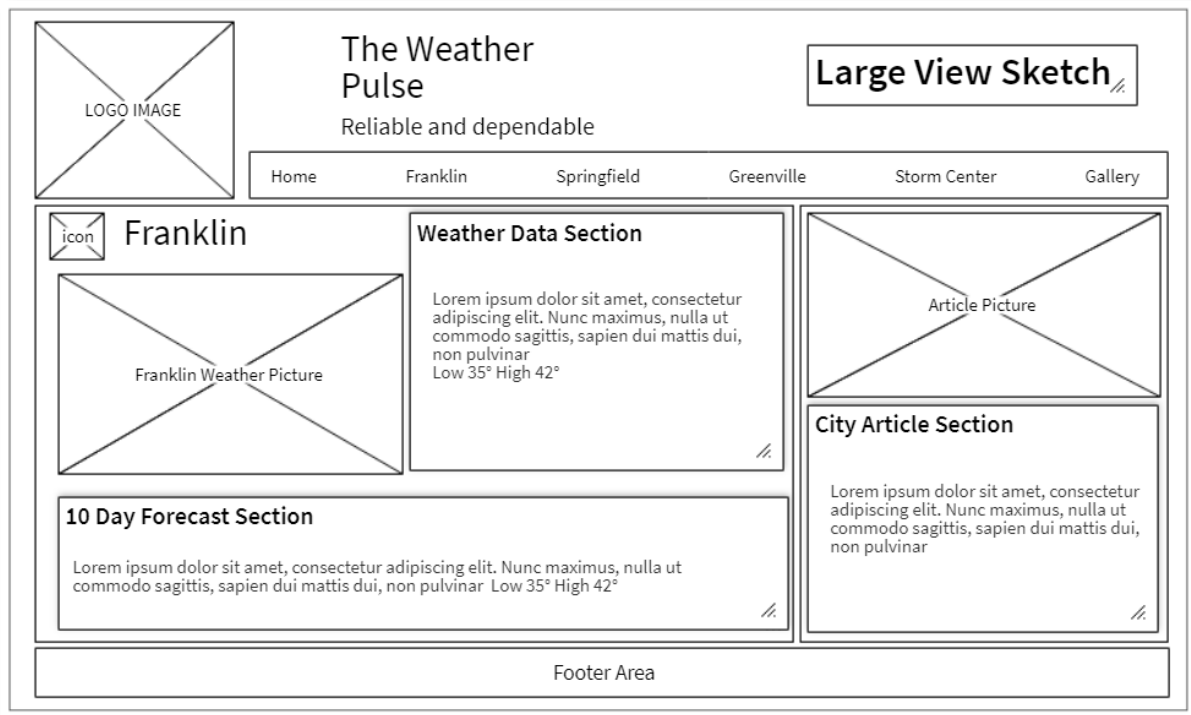 The Weather
Pulse
Reliable and dependable
Large View Sketch
LOGO IMAGE
Home Franklin Springfield Greenville Storm Center Gallery
icon
Franklin
Franklin Weather Picture
Weather Data Section
Lorem ipsum dolor sit amet, consectetur
adipiscing elit. Nunc maximus, nulla ut
commodo sagittis, sapien dui mattis dui,
non pulvinar
Low 35° High 42°
10 Day Forecast Section
Lorem ipsum dolor sit amet, consectetur adipiscing elit. Nunc maximus, nulla ut
commodo sagittis, sapien dui mattis dui, non pulvinar Low 35° High 42°
Article Picture
City Article Section
Lorem ipsum dolor sit amet, consectetur
adipiscing elit. Nunc maximus, nulla ut
commodo sagittis, sapien dui mattis dui,
non pulvinar
Footer Area